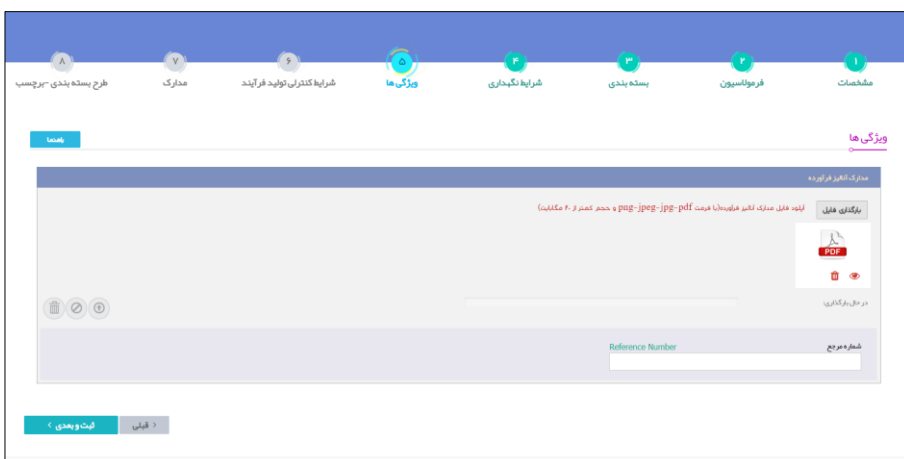 ۱ ۲ ۳ ۴ ۵ ۶ ۷ ۸
مشخصات فرمولاسیون بسته بندی شرایط نگهداری ویژگی ها شرایط کنترلی تولید فرآیند مدارک طرح بسته بندی -برچسب
ویژگی ها
راهنما
مدارک آنالیز فرآورده
بارگذاری فایل آپلود فایل مدارک آنالیز فرآورده(با فرمت png-jpeg-jpg-pdf و حجم کمتر از ۶۰ مگابایت)
PDF
در حال بارگذاری:
شماره مرجع Reference Number
< قبلی ثبت و بعدی >